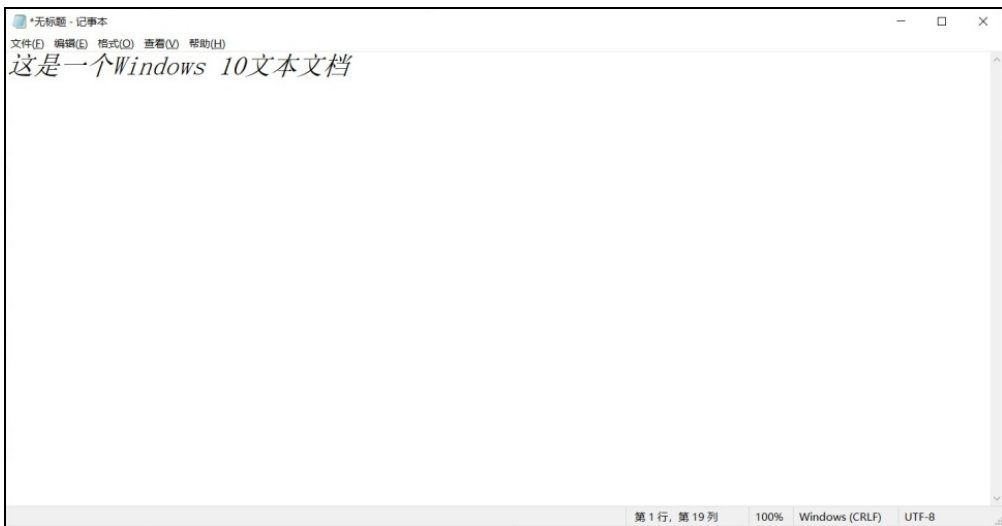 *无标题 - 记事本
文件(F) 编辑(E) 格式(O) 查看(V) 帮助(H)
这是一个Windows 10文本文档
第 1 行，第 19 列 100% Windows (CRLF) UTF-8